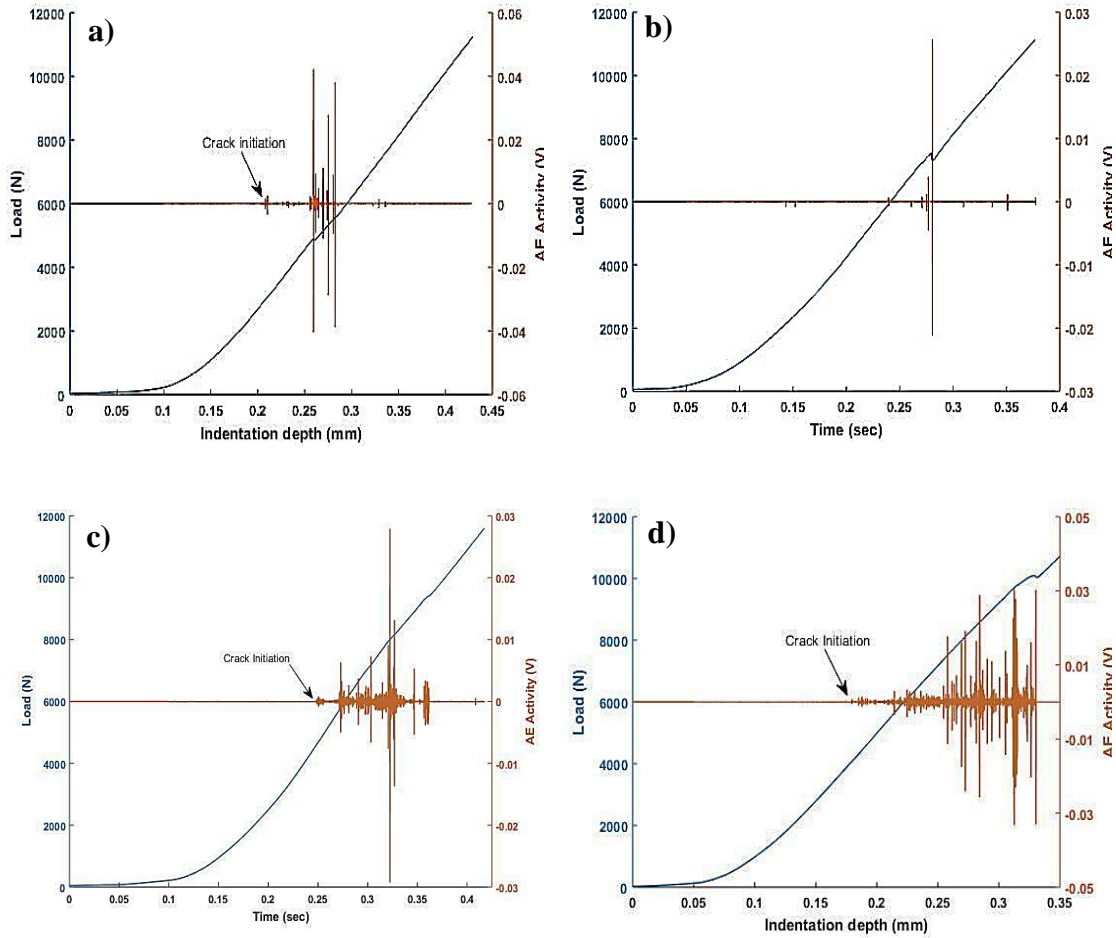 a)
12000
10000
8000
6000
4000
2000
0
Load (N)
0.06
0.04
0.02
0
-0.02
-0.04
-0.06
AE Activity (V)
Crack initiation
0 0.05 0.1 0.15 0.2 0.25 0.3 0.35 0.4 0.45
Indentation depth (mm)
b)
12000
10000
8000
6000
4000
2000
0
Load (N)
0.03
0.02
0.01
0
-0.01
-0.02
-0.03
AE Activity (V)
0 0.05 0.1 0.15 0.2 0.25 0.3 0.35 0.4
Time (sec)
c)
12000
10000
8000
6000
4000
2000
0
Load (N)
0.03
0.02
0.01
0
-0.01
-0.02
-0.03
AE Activity (V)
Crack Initiation
0 0.05 0.1 0.15 0.2 0.25 0.3 0.35 0.4
Time (sec)
d)
12000
10000
8000
6000
4000
2000
0
Load (N)
0.05
0.03
0.01
-0.01
-0.03
-0.05
AE Activity (V)
Crack Initiation
0 0.05 0.1 0.15 0.2 0.25 0.3 0.35
Indentation depth (mm)